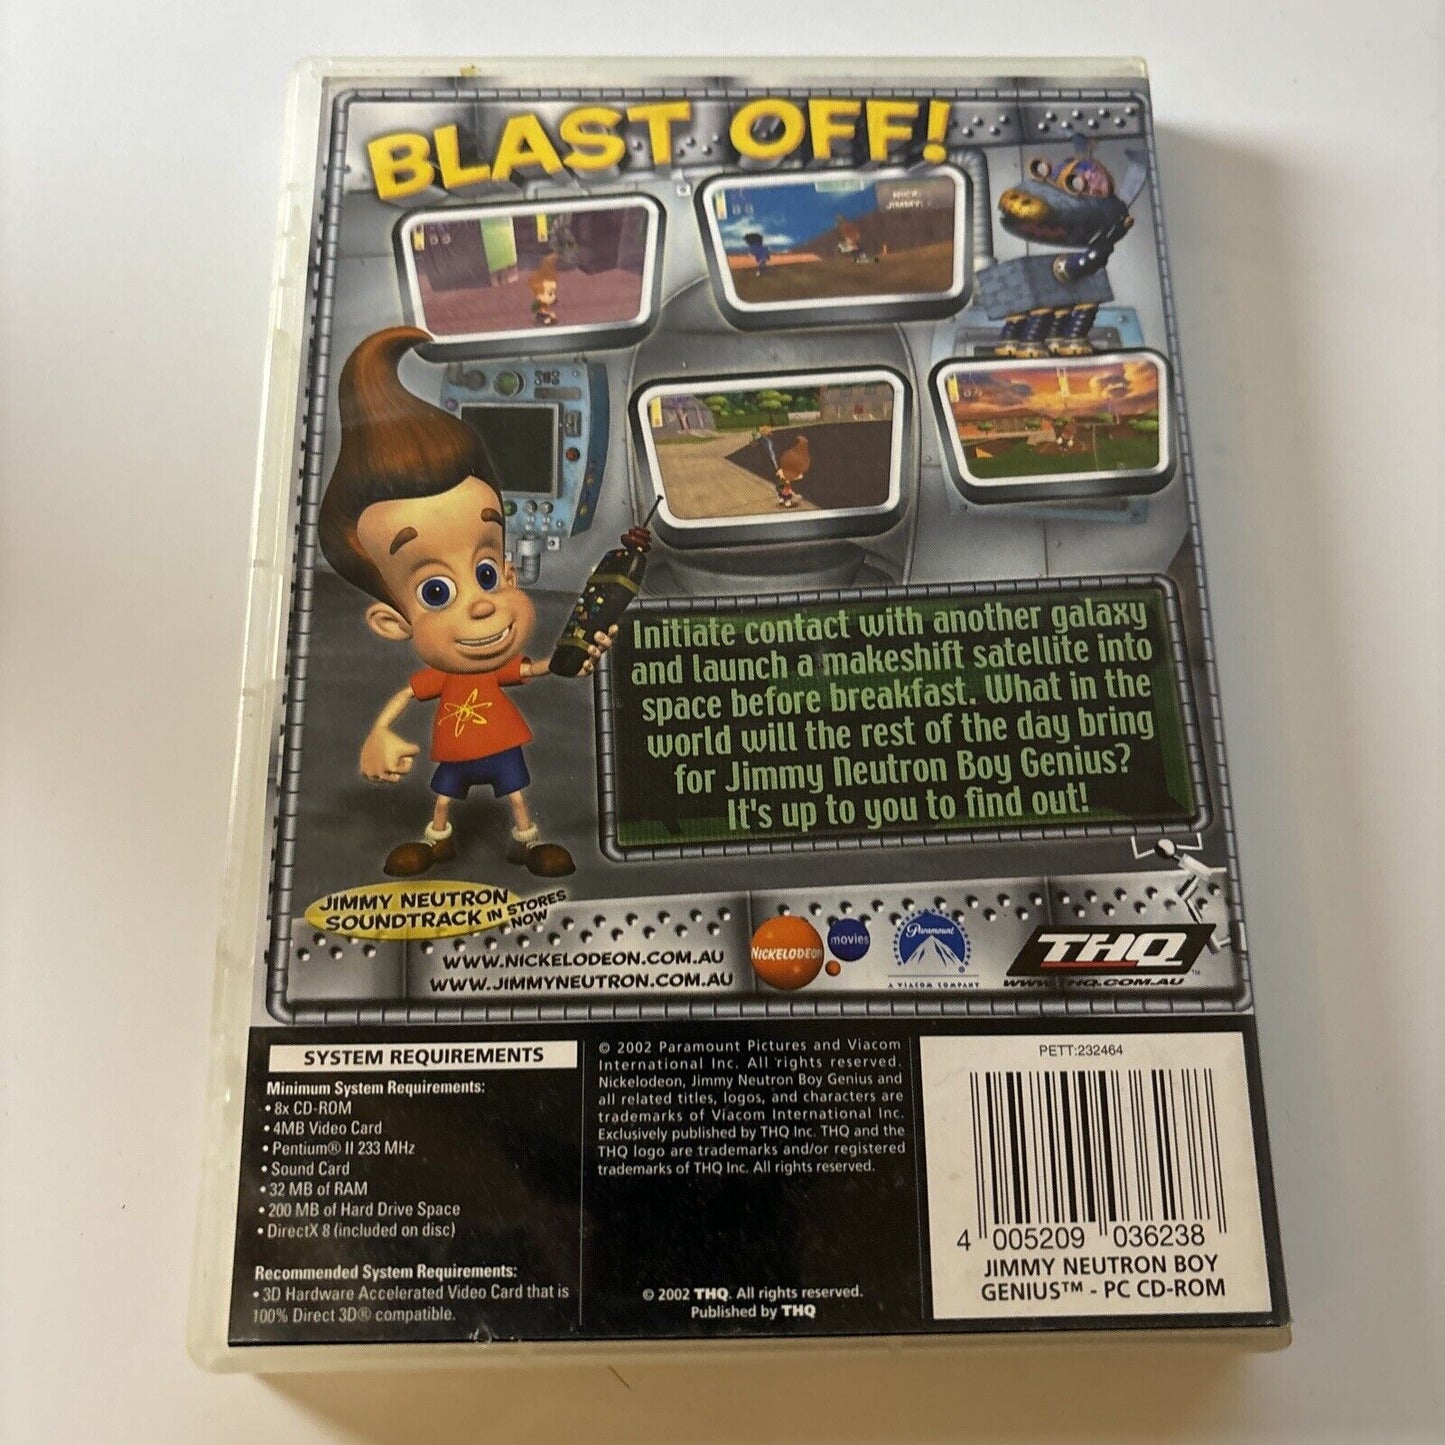 BLAST OFF!
NICK:
JIMMY:
Initiate contact with another galaxy
and launch a makeshift satellite into
space before breakfast. What in the
world will the rest of the day bring
for Jimmy Neutron Boy Genius?
It's up to you to find out!
JIMMY NEUTRON
SOUNDTRACK IN STORES
NOW
WWW.NICKELODEON.COM.AU
WWW.JIMMYNEUTRON.COM.AU
NICKELODEON
movies
Paramount
A VIACOM COMPANY
THQ™
WWW.THQ.COM.AU
SYSTEM REQUIREMENTS
Minimum System Requirements:
• 8x CD-ROM
• 4MB Video Card
• Pentium® II 233 MHz
• Sound Card
• 32 MB of RAM
• 200 MB of Hard Drive Space
• DirectX 8 (included on disc)
Recommended System Requirements:
• 3D Hardware Accelerated Video Card that is
100% Direct 3D® compatible.
© 2002 Paramount Pictures and Viacom
International Inc. All rights reserved.
Nickelodeon, Jimmy Neutron Boy Genius and
all related titles, logos, and characters are
trademarks of Viacom International Inc.
Exclusively published by THQ Inc. THQ and the
THQ logo are trademarks and/or registered
trademarks of THQ Inc. All rights reserved.
© 2002 THQ. All rights reserved.
Published by THQ
PETT:232464
4 005209 036238
JIMMY NEUTRON BOY
GENIUS™ - PC CD-ROM